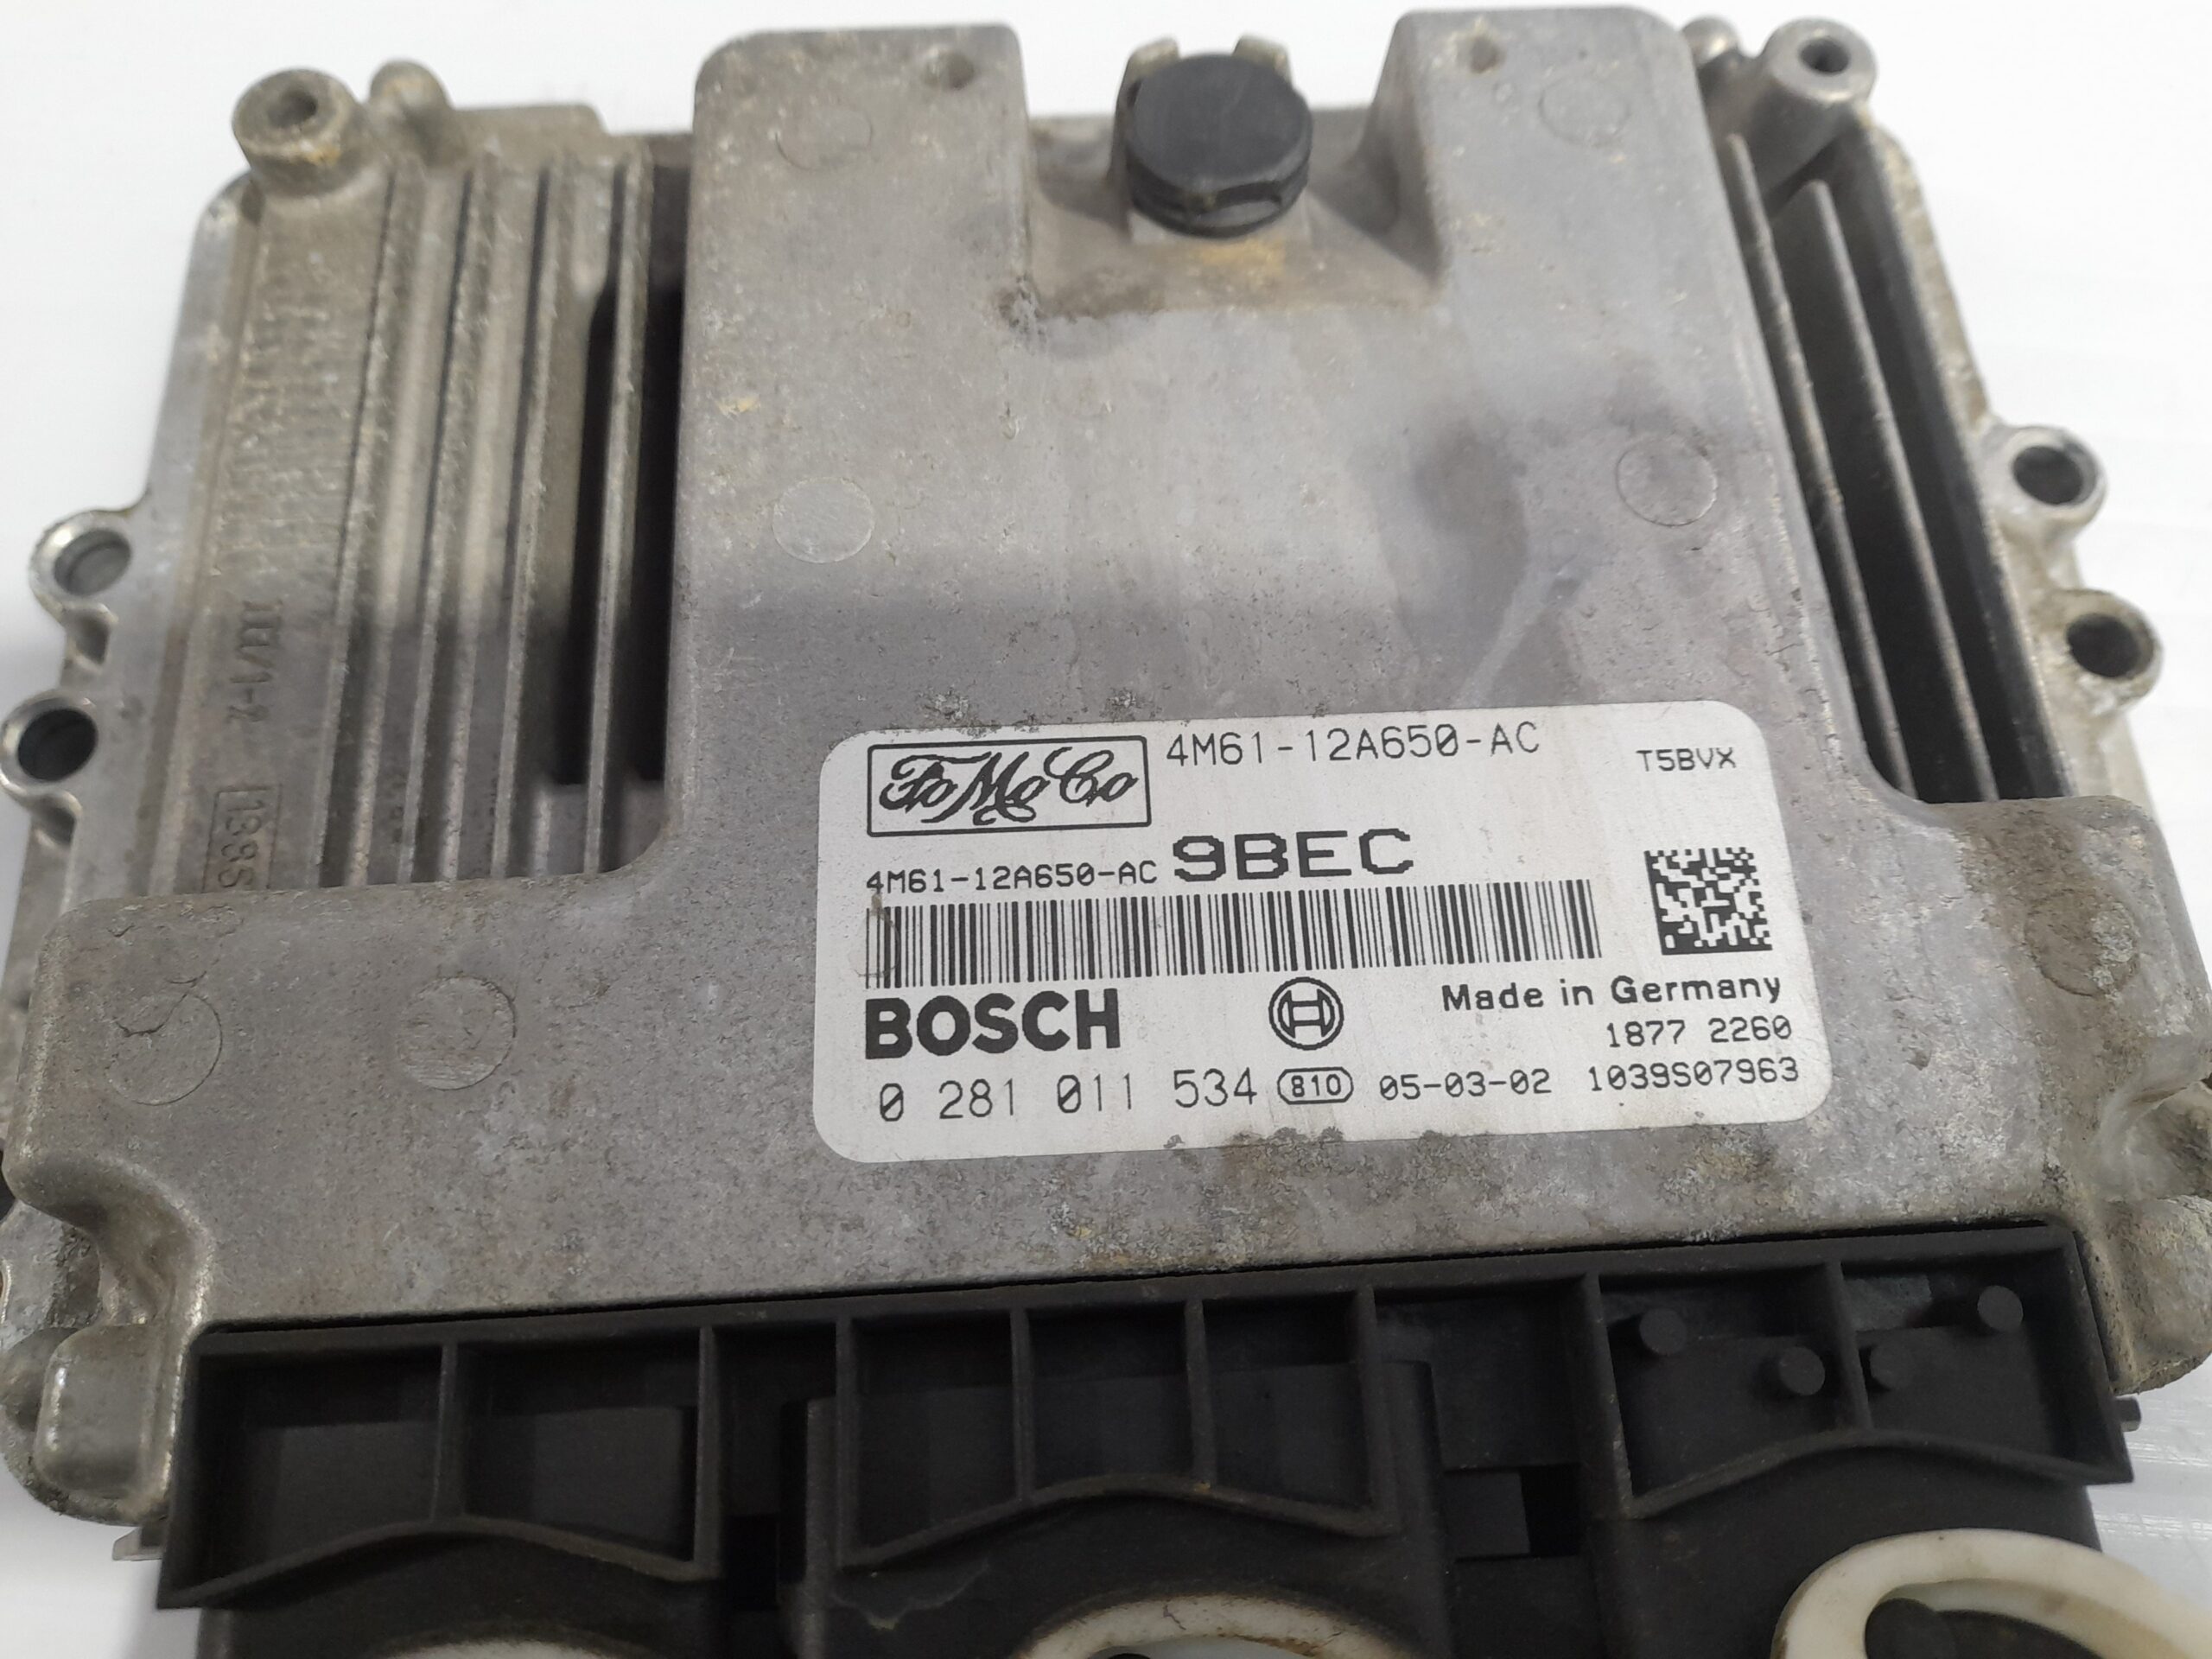 FoMoCo 4M61-12A650-AC T5BVX
4M61-12A650-AC 9BEC
BOSCH Made in Germany
1877 2260
0 281 011 534 810 05-03-02 1039S07963